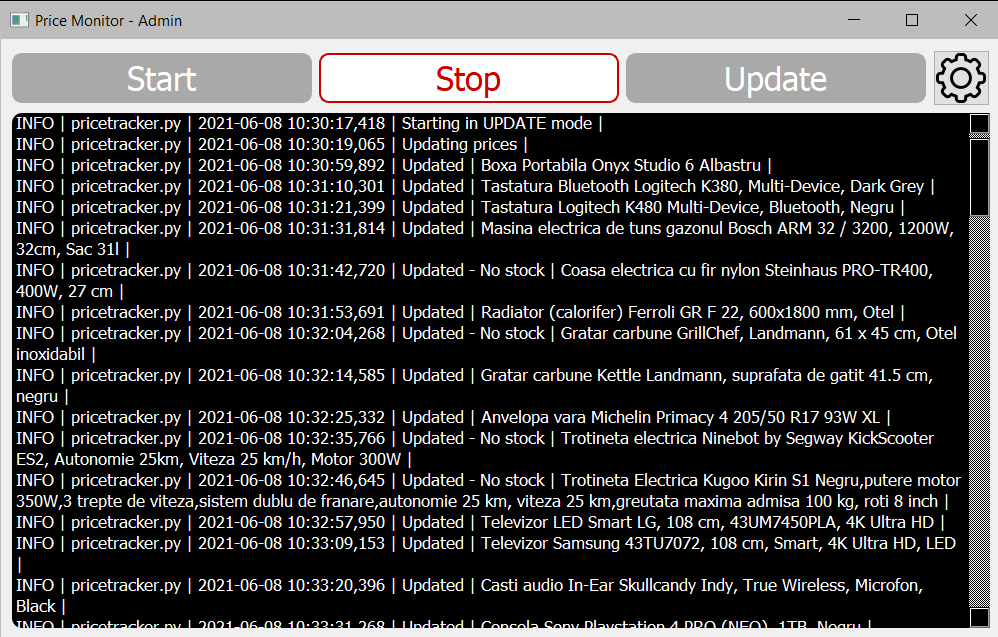 Price Monitor - Admin
Start
Stop
Update
INFO | pricetracker.py | 2021-06-08 10:30:17,418 | Starting in UPDATE mode |
INFO | pricetracker.py | 2021-06-08 10:30:19,065 | Updating prices |
INFO | pricetracker.py | 2021-06-08 10:30:59,892 | Updated | Boxa Portabila Onyx Studio 6 Albastru |
INFO | pricetracker.py | 2021-06-08 10:31:10,301 | Updated | Tastatura Bluetooth Logitech K380, Multi-Device, Dark Grey |
INFO | pricetracker.py | 2021-06-08 10:31:21,399 | Updated | Tastatura Logitech K480 Multi-Device, Bluetooth, Negru |
INFO | pricetracker.py | 2021-06-08 10:31:31,814 | Updated | Masina electrica de tuns gazonul Bosch ARM 32 / 3200, 1200W,
32cm, Sac 31l |
INFO | pricetracker.py | 2021-06-08 10:31:42,720 | Updated - No stock | Coasa electrica cu fir nylon Steinhaus PRO-TR400,
400W, 27 cm |
INFO | pricetracker.py | 2021-06-08 10:31:53,691 | Updated | Radiator (calorifer) Ferroli GR F 22, 600x1800 mm, Otel |
INFO | pricetracker.py | 2021-06-08 10:32:04,268 | Updated - No stock | Gratar carbune GrillChef, Landmann, 61 x 45 cm, Otel
inoxidabil |
INFO | pricetracker.py | 2021-06-08 10:32:14,585 | Updated | Gratar carbune Kettle Landmann, suprafata de gatit 41.5 cm,
negru |
INFO | pricetracker.py | 2021-06-08 10:32:25,332 | Updated | Anvelopa vara Michelin Primacy 4 205/50 R17 93W XL |
INFO | pricetracker.py | 2021-06-08 10:32:35,766 | Updated - No stock | Trotineta electrica Ninebot by Segway KickScooter
ES2, Autonomie 25km, Viteza 25 km/h, Motor 300W |
INFO | pricetracker.py | 2021-06-08 10:32:46,645 | Updated - No stock | Trotineta Electrica Kugoo Kirin S1 Negru,putere motor
350W,3 trepte de viteza,sistem dublu de franare,autonomie 25 km, viteza 25 km,greutata maxima admisa 100 kg, roti 8 inch |
INFO | pricetracker.py | 2021-06-08 10:32:57,950 | Updated | Televizor LED Smart LG, 108 cm, 43UM7450PLA, 4K Ultra HD |
INFO | pricetracker.py | 2021-06-08 10:33:09,153 | Updated | Televizor Samsung 43TU7072, 108 cm, Smart, 4K Ultra HD, LED
|
INFO | pricetracker.py | 2021-06-08 10:33:20,396 | Updated | Casti audio In-Ear Skullcandy Indy, True Wireless, Microfon,
Black |
INFO | pricetracker.py | 2021-06-08 10:33:31,268 | Updated | Consola Sony Playstation 4 PRO (NEO), 1TB, Negru |